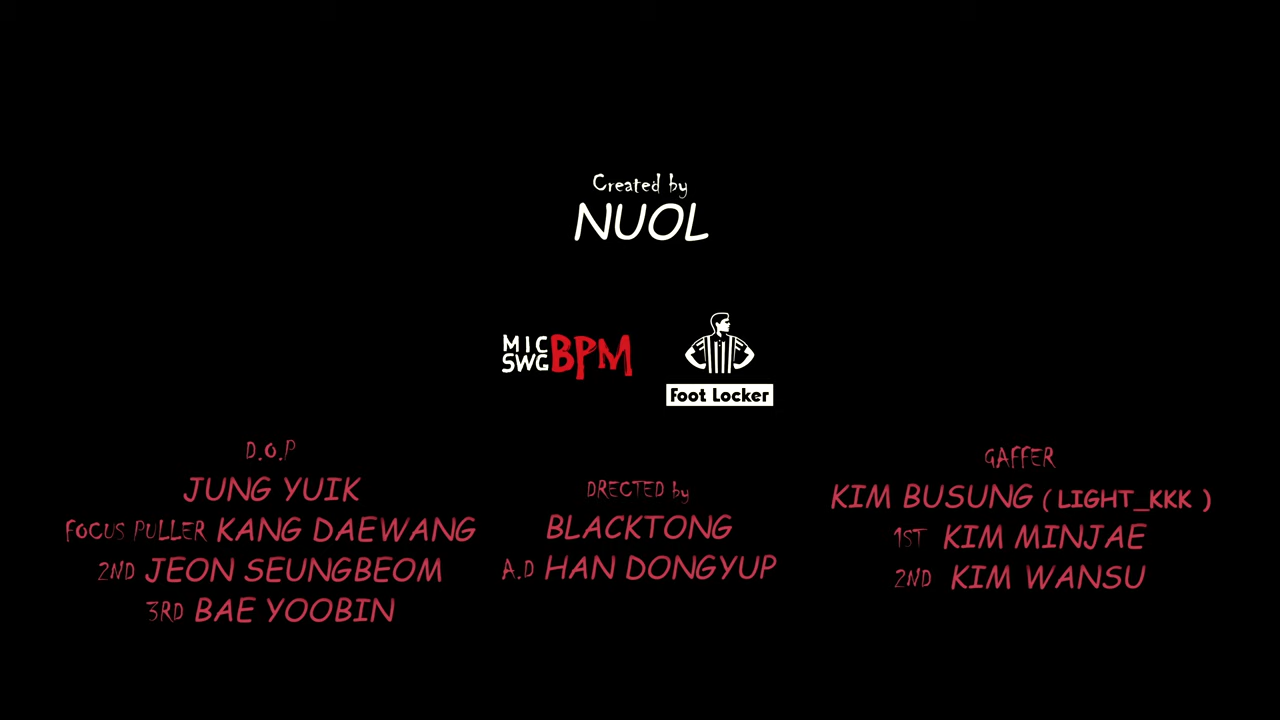 Created by
NUOL
MIC SWG BPM
Foot Locker
D.O.P
JUNG YUIK
FOCUS PULLER KANG DAEWANG
2ND JEON SEUNGBEOM
3RD BAE YOOBIN
DRECTED by
BLACKTONG
A.D HAN DONGYUP
GAFFER
KIM BUSUNG ( LIGHT_KKK )
1ST KIM MINJAE
2ND KIM WANSU